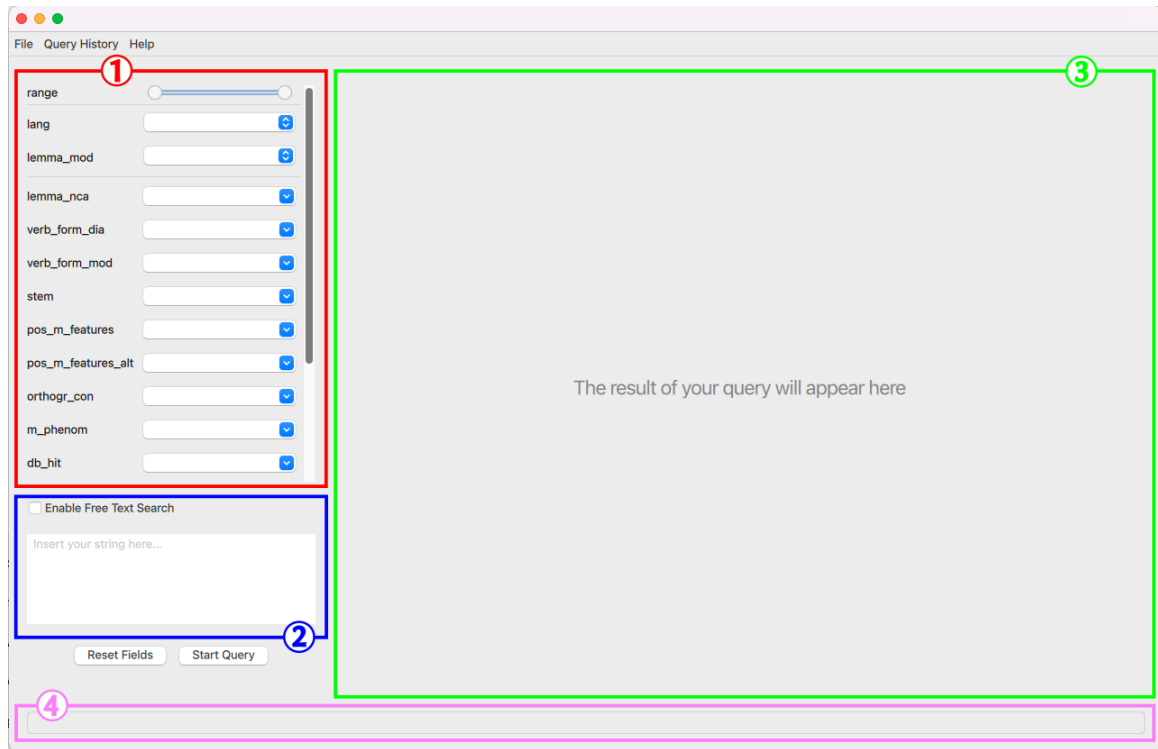 File Query History Help
1
3
range
lang
lemma_mod
lemma_nca
verb_form_dia
verb_form_mod
stem
pos_m_features
pos_m_features_alt
orthogr_con
m_phenom
db_hit
The result of your query will appear here
Enable Free Text Search
Insert your string here...
2
Reset Fields Start Query
4